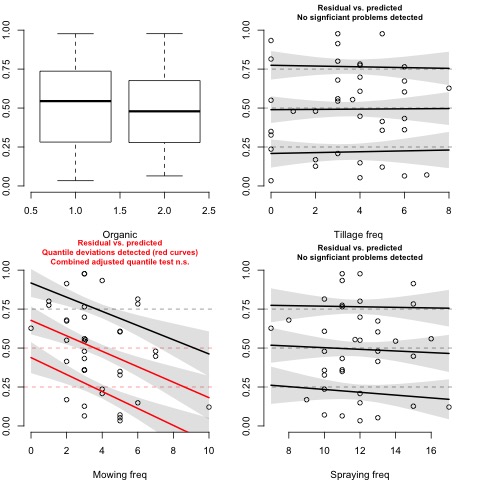 0.00 0.25 0.50 0.75 1.00
0.5 1.0 1.5 2.0 2.5
Organic
Residual vs. predicted
No signficiant problems detected
0.00 0.25 0.50 0.75 1.00
0 2 4 6 8
Tillage freq
Residual vs. predicted
Quantile deviations detected (red curves)
Combined adjusted quantile test n.s.
0.00 0.25 0.50 0.75 1.00
0 2 4 6 8 10
Mowing freq
Residual vs. predicted
No signficiant problems detected
0.00 0.25 0.50 0.75 1.00
8 10 12 14 16
Spraying freq